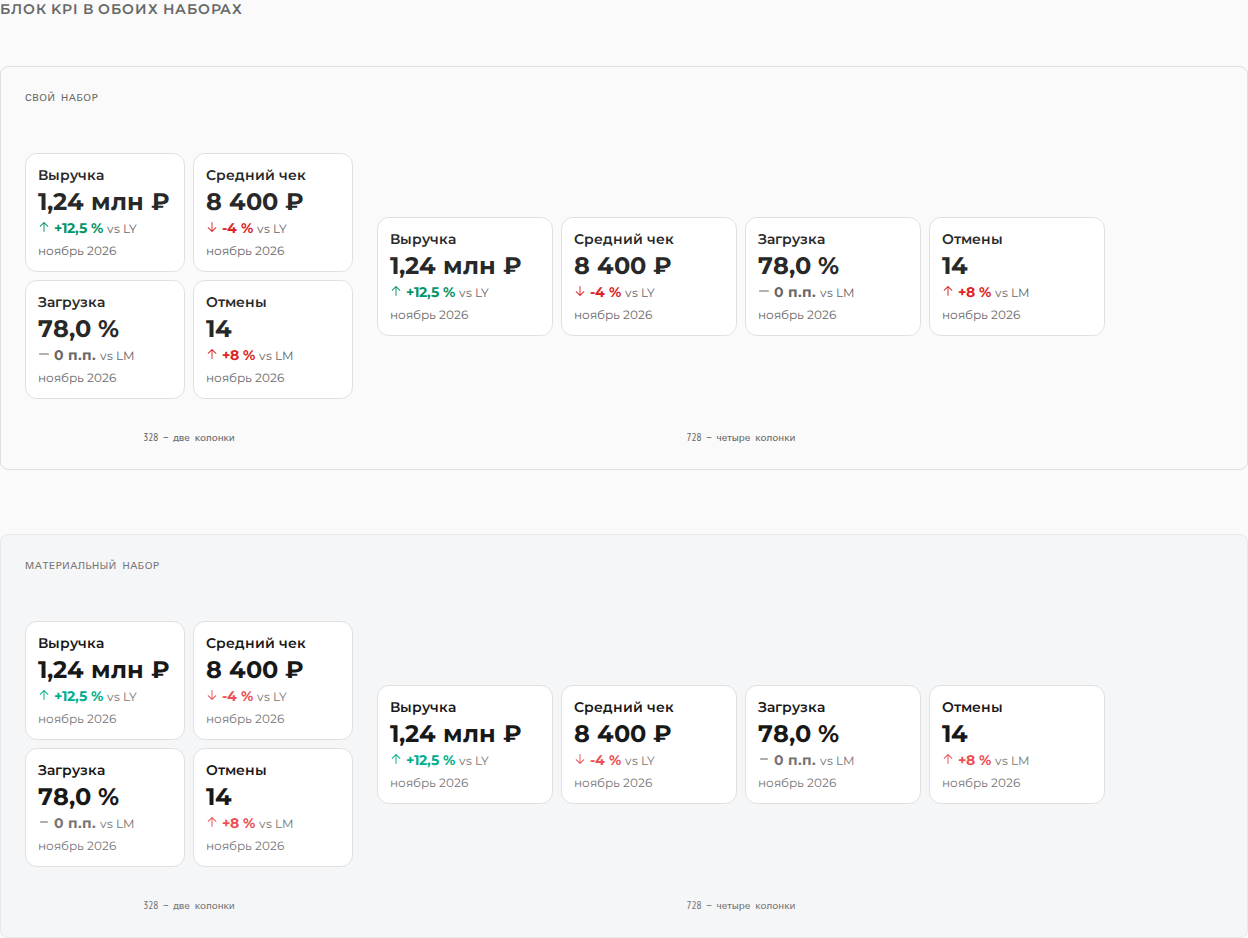 БЛОК KPI В ОБОИХ НАБОРАХ
СВОЙ НАБОР
Выручка
1,24 млн ₽
↑ +12,5 % vs LY
ноябрь 2026
Средний чек
8 400 ₽
↓ -4 % vs LY
ноябрь 2026
Загрузка
78,0 %
— 0 п.п. vs LM
ноябрь 2026
Отмены
14
↑ +8 % vs LM
ноябрь 2026
328 — две колонки
Выручка
1,24 млн ₽
↑ +12,5 % vs LY
ноябрь 2026
Средний чек
8 400 ₽
↓ -4 % vs LY
ноябрь 2026
Загрузка
78,0 %
— 0 п.п. vs LM
ноябрь 2026
Отмены
14
↑ +8 % vs LM
ноябрь 2026
728 — четыре колонки
МАТЕРИАЛЬНЫЙ НАБОР
Выручка
1,24 млн ₽
↑ +12,5 % vs LY
ноябрь 2026
Средний чек
8 400 ₽
↓ -4 % vs LY
ноябрь 2026
Загрузка
78,0 %
— 0 п.п. vs LM
ноябрь 2026
Отмены
14
↑ +8 % vs LM
ноябрь 2026
328 — две колонки
Выручка
1,24 млн ₽
↑ +12,5 % vs LY
ноябрь 2026
Средний чек
8 400 ₽
↓ -4 % vs LY
ноябрь 2026
Загрузка
78,0 %
— 0 п.п. vs LM
ноябрь 2026
Отмены
14
↑ +8 % vs LM
ноябрь 2026
728 — четыре колонки